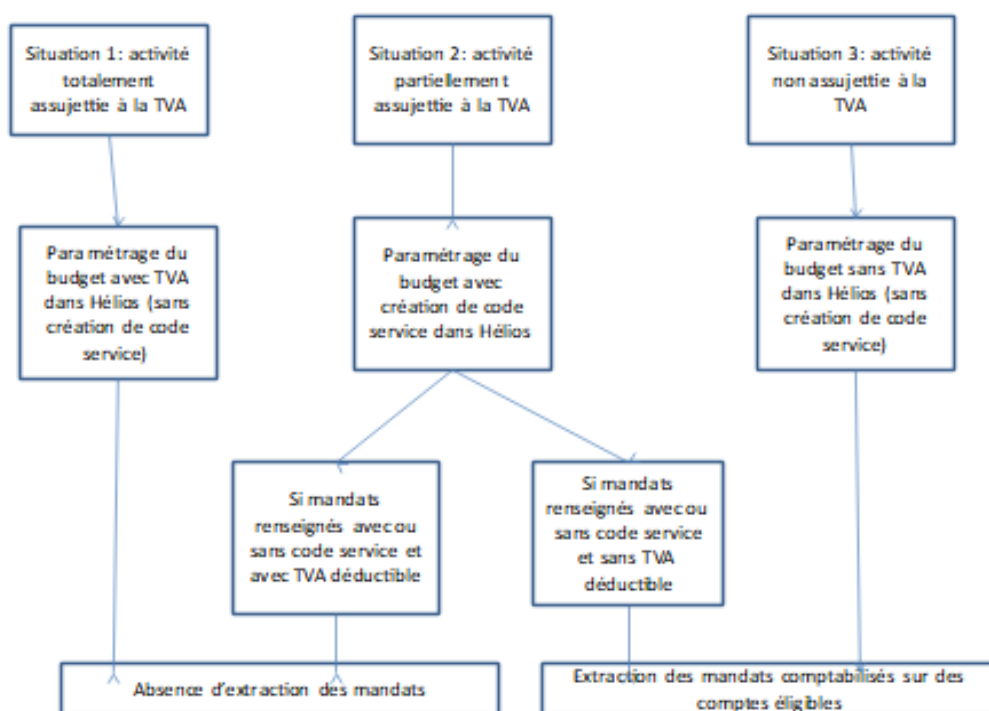 Situation 1: activité
totalement
assujettie à la TVA
Situation 2: activité
partiellement
assujettie à la TVA
Situation 3: activité
non assujettie à la
TVA
Paramétrage du
budget avec TVA
dans Hélios (sans
création de code
service)
Paramétrage du
budget avec
création de code
service dans Hélios
Paramétrage du
budget sans TVA
dans Hélios (sans
création de code
service)
Si mandats
renseignés avec ou
sans code service et
avec TVA déductible
Si mandats
renseignés avec ou
sans code service
et sans TVA
déductible
Absence d'extraction des mandats
Extraction des mandats comptabilisés sur des
comptes éligibles